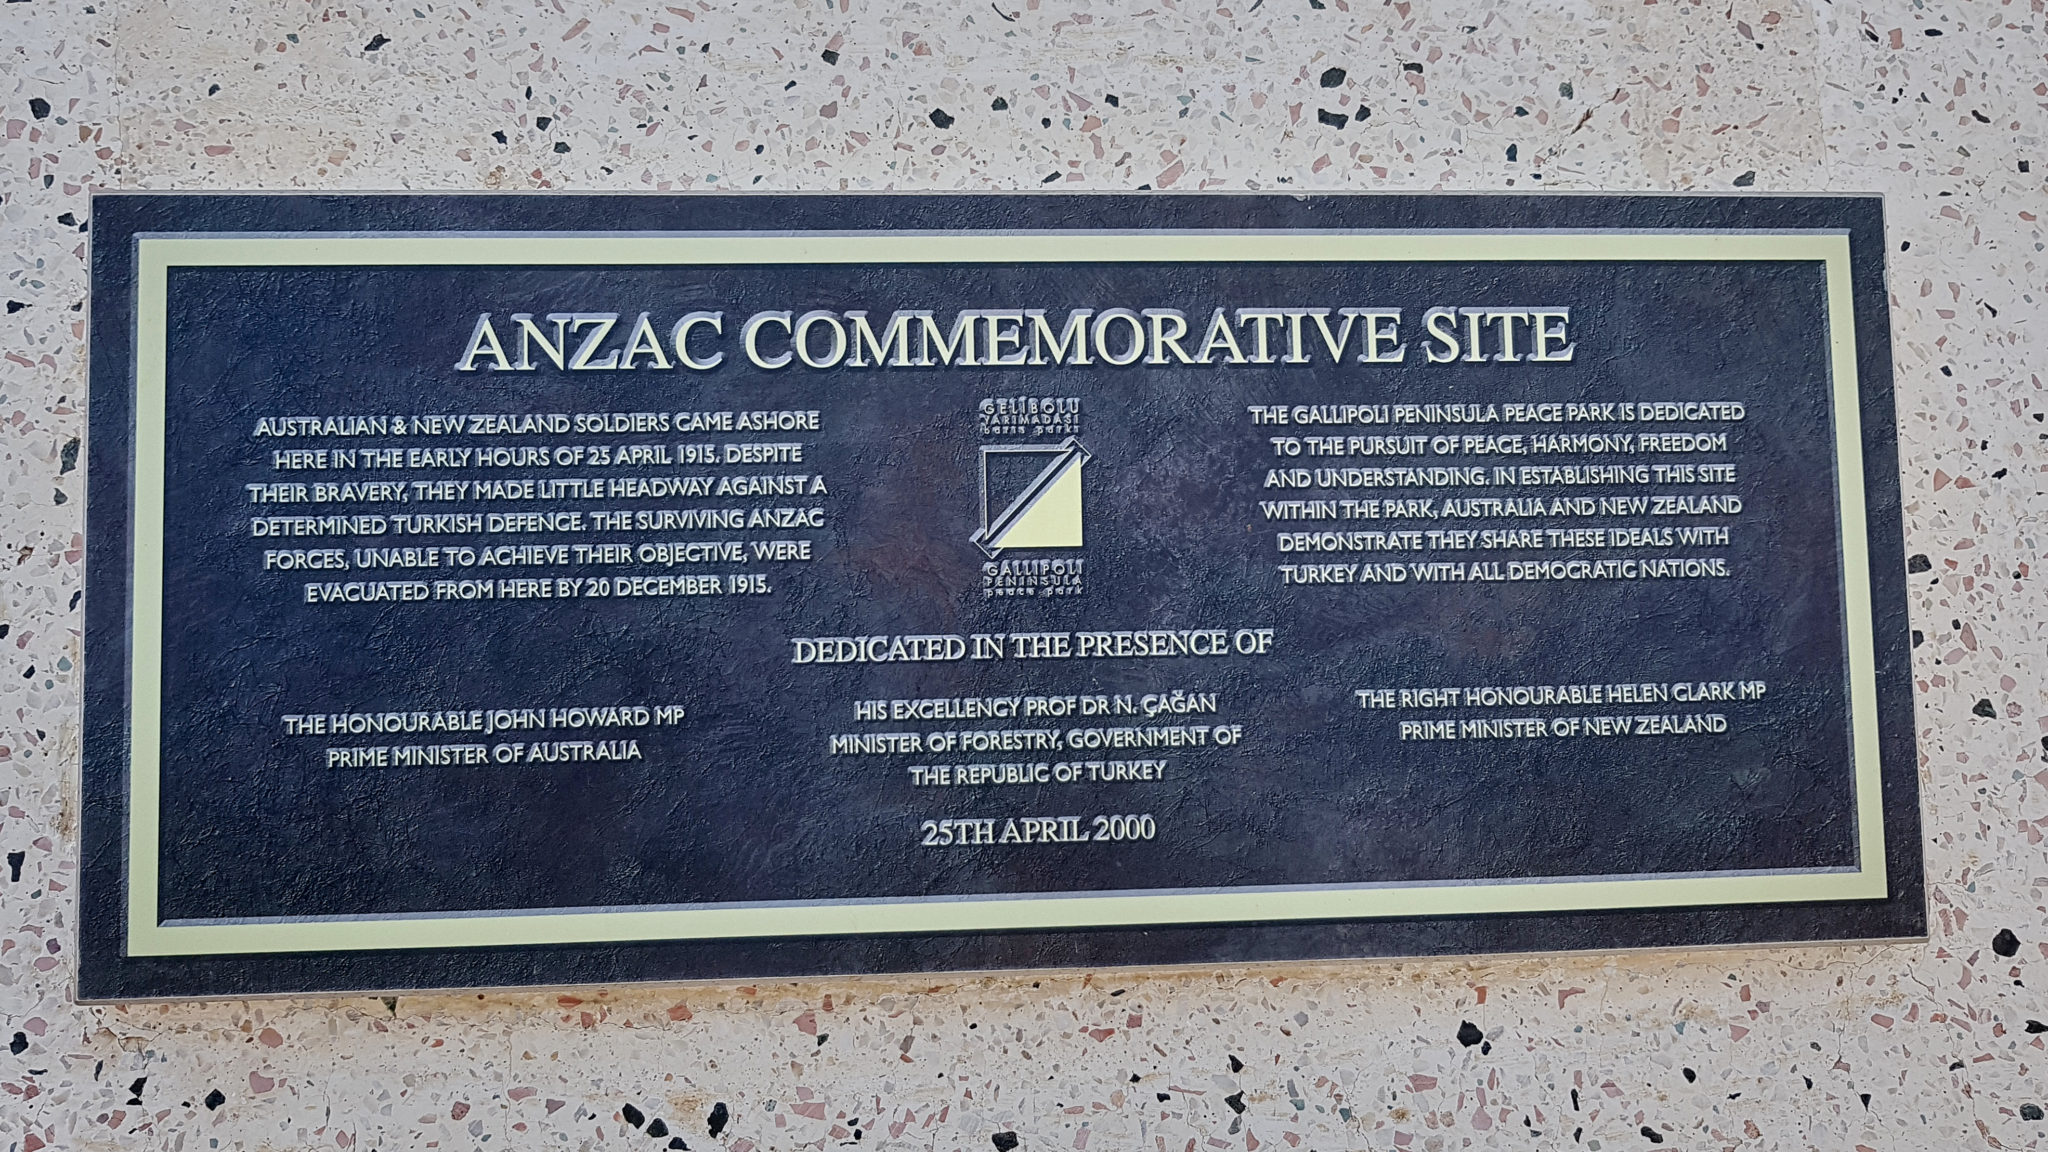 ANZAC COMMEMORATIVE SITE
AUSTRALIAN & NEW ZEALAND SOLDIERS CAME ASHORE
HERE IN THE EARLY HOURS OF 25 APRIL 1915. DESPITE
THEIR BRAVERY, THEY MADE LITTLE HEADWAY AGAINST A
DETERMINED TURKISH DEFENCE. THE SURVIVING ANZAC
FORCES, UNABLE TO ACHIEVE THEIR OBJECTIVE, WERE
EVACUATED FROM HERE BY 20 DECEMBER 1915.
GELİBOLU
YARIMADASI
barış parkı
GALLIPOLI
PENINSULA
peace park
THE GALLIPOLI PENINSULA PEACE PARK IS DEDICATED
TO THE PURSUIT OF PEACE, HARMONY, FREEDOM
AND UNDERSTANDING. IN ESTABLISHING THIS SITE
WITHIN THE PARK, AUSTRALIA AND NEW ZEALAND
DEMONSTRATE THEY SHARE THESE IDEALS WITH
TURKEY AND WITH ALL DEMOCRATIC NATIONS.
DEDICATED IN THE PRESENCE OF
THE HONOURABLE JOHN HOWARD MP
PRIME MINISTER OF AUSTRALIA
HIS EXCELLENCY PROF DR N. ÇAĞAN
MINISTER OF FORESTRY, GOVERNMENT OF
THE REPUBLIC OF TURKEY
THE RIGHT HONOURABLE HELEN CLARK MP
PRIME MINISTER OF NEW ZEALAND
25TH APRIL 2000